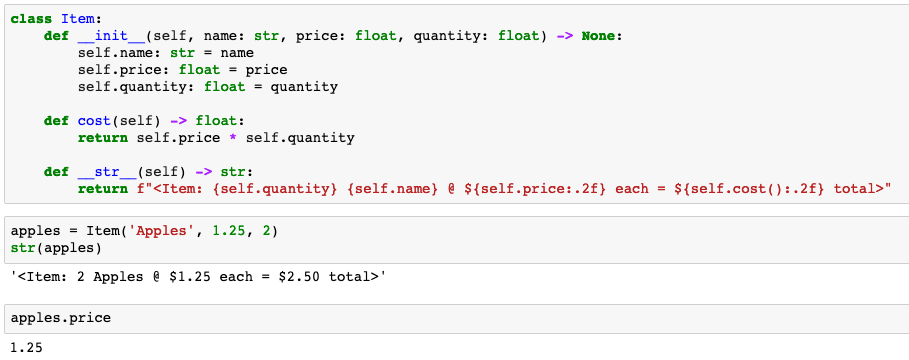 class Item:
    def __init__(self, name: str, price: float, quantity: float) -> None:
        self.name: str = name
        self.price: float = price
        self.quantity: float = quantity

    def cost(self) -> float:
        return self.price * self.quantity

    def __str__(self) -> str:
        return f"<Item: {self.quantity} {self.name} @ ${self.price:.2f} each = ${self.cost():.2f} total>"
apples = Item('Apples', 1.25, 2)
str(apples)
'<Item: 2 Apples @ $1.25 each = $2.50 total>'
apples.price
1.25